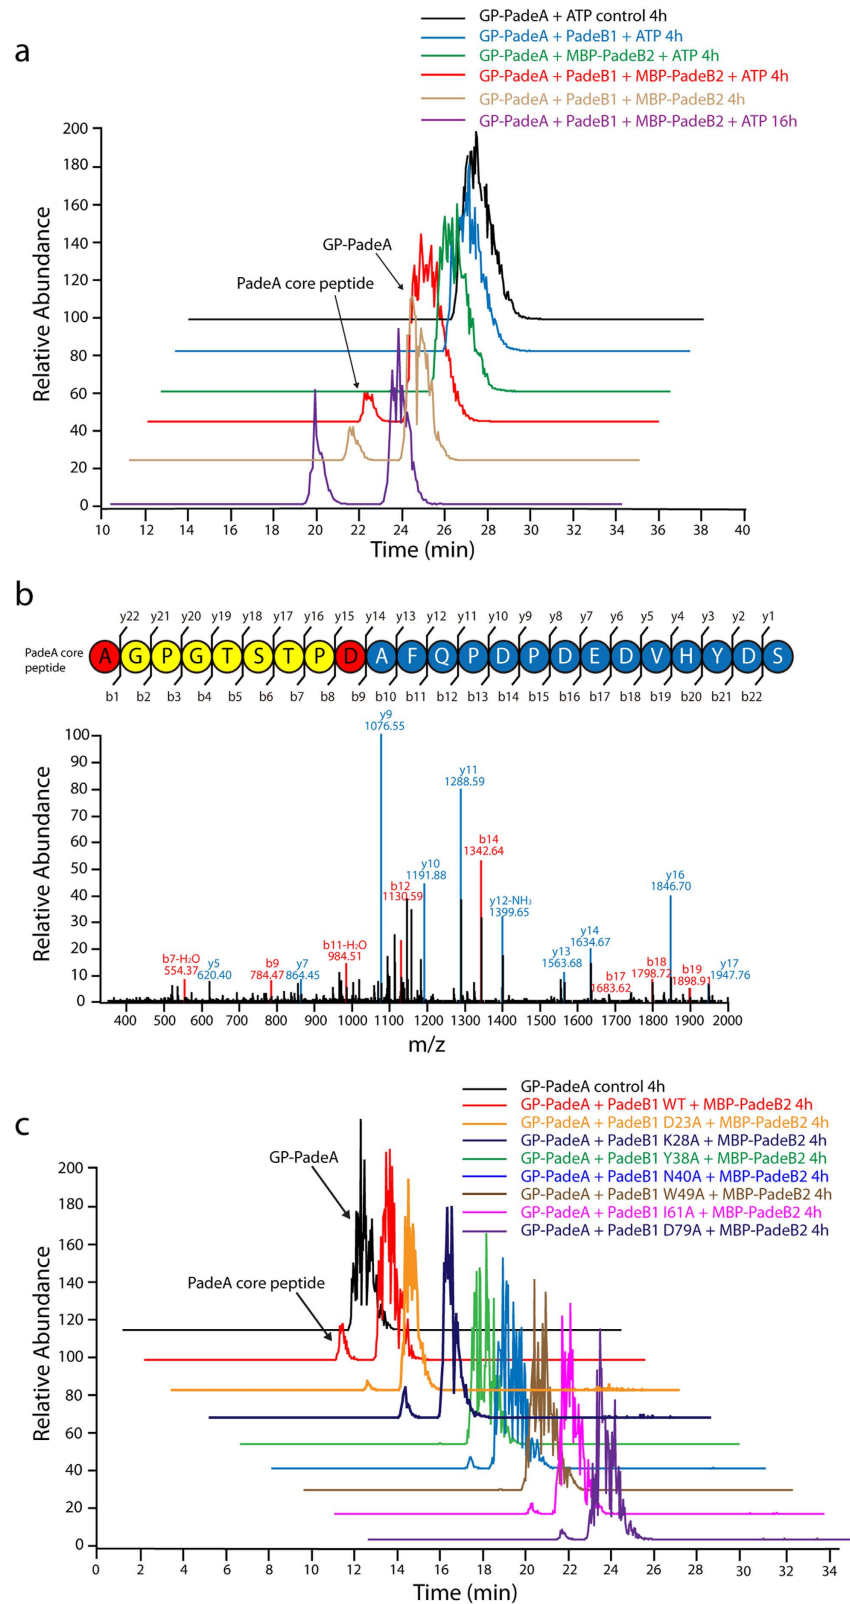 a
GP-PadeA + ATP control 4h
GP-PadeA + PadeB1 + ATP 4h
GP-PadeA + MBP-PadeB2 + ATP 4h
GP-PadeA + PadeB1 + MBP-PadeB2 + ATP 4h
GP-PadeA + PadeB1 + MBP-PadeB2 4h
GP-PadeA + PadeB1 + MBP-PadeB2 + ATP 16h
Relative Abundance
200
180
160
140
120
100
80
60
40
20
0
GP-PadeA
PadeA core peptide
10 12 14 16 18 20 22 24 26 28 30 32 34 36 38 40
Time (min)
b
y22 y21 y20 y19 y18 y17 y16 y15 y14 y13 y12 y11 y10 y9 y8 y7 y6 y5 y4 y3 y2 y1
PadeA core
peptide
A G P G T S T P D A F Q P D P D E D V H Y D S
b1 b2 b3 b4 b5 b6 b7 b8 b9 b10 b11 b12 b13 b14 b15 b16 b17 b18 b19 b20 b21 b22
Relative Abundance
100
90
80
70
60
50
40
30
20
10
0
b7-H₂O
554.37
y5
620.40
b9
784.47
y7
864.45
b11-H₂O
984.51
y9
1076.55
b12
1130.59
y10
1191.88
y11
1288.59
b14
1342.64
y12-NH₃
1399.65
y13
1563.68
y14
1634.67
b17
1683.62
b18
1798.72
y16
1846.70
b19
1898.91
y17
1947.76
400 500 600 700 800 900 1000 1100 1200 1300 1400 1500 1600 1700 1800 1900 2000
m/z
c
GP-PadeA control 4h
GP-PadeA + PadeB1 WT + MBP-PadeB2 4h
GP-PadeA + PadeB1 D23A + MBP-PadeB2 4h
GP-PadeA + PadeB1 K28A + MBP-PadeB2 4h
GP-PadeA + PadeB1 Y38A + MBP-PadeB2 4h
GP-PadeA + PadeB1 N40A + MBP-PadeB2 4h
GP-PadeA + PadeB1 W49A + MBP-PadeB2 4h
GP-PadeA + PadeB1 I61A + MBP-PadeB2 4h
GP-PadeA + PadeB1 D79A + MBP-PadeB2 4h
Relative Abundance
200
180
160
140
120
100
80
60
40
20
0
GP-PadeA
PadeA core peptide
0 2 4 6 8 10 12 14 16 18 20 22 24 26 28 30 32 34
Time (min)